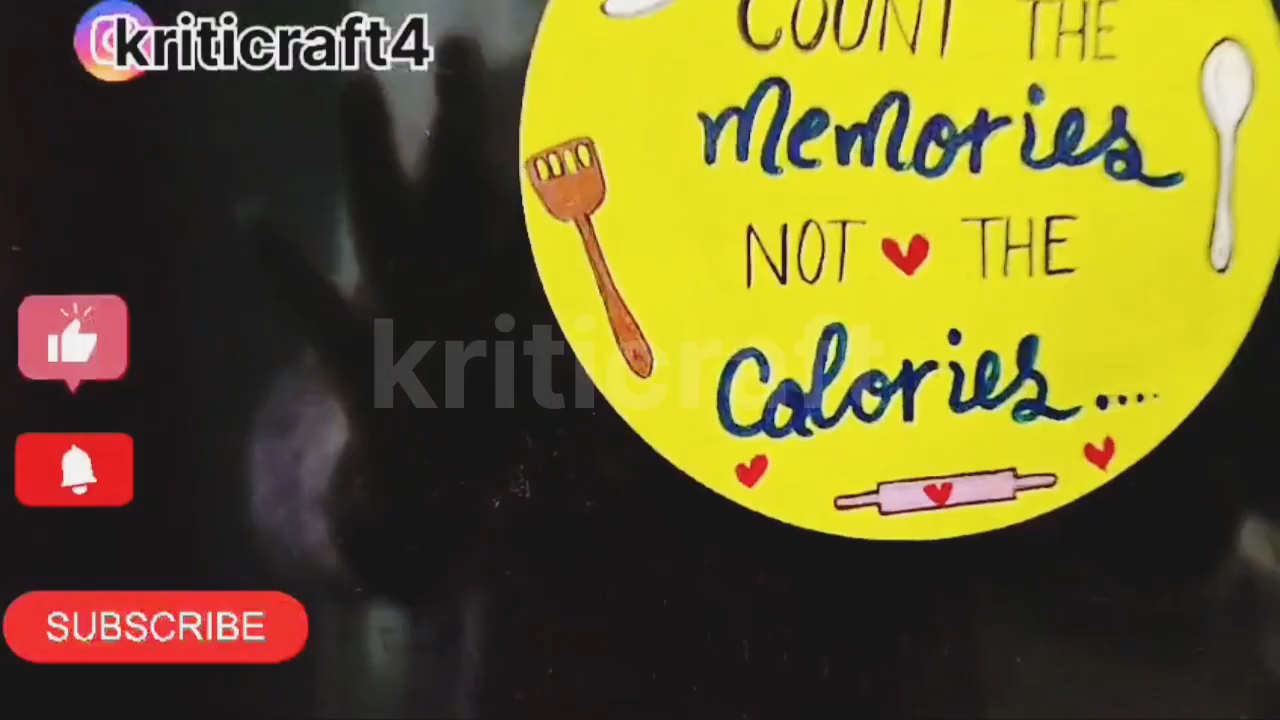 kriticraft4
COUNT THE
memories
NOT THE
Calories....
kriticraft
SUBSCRIBE